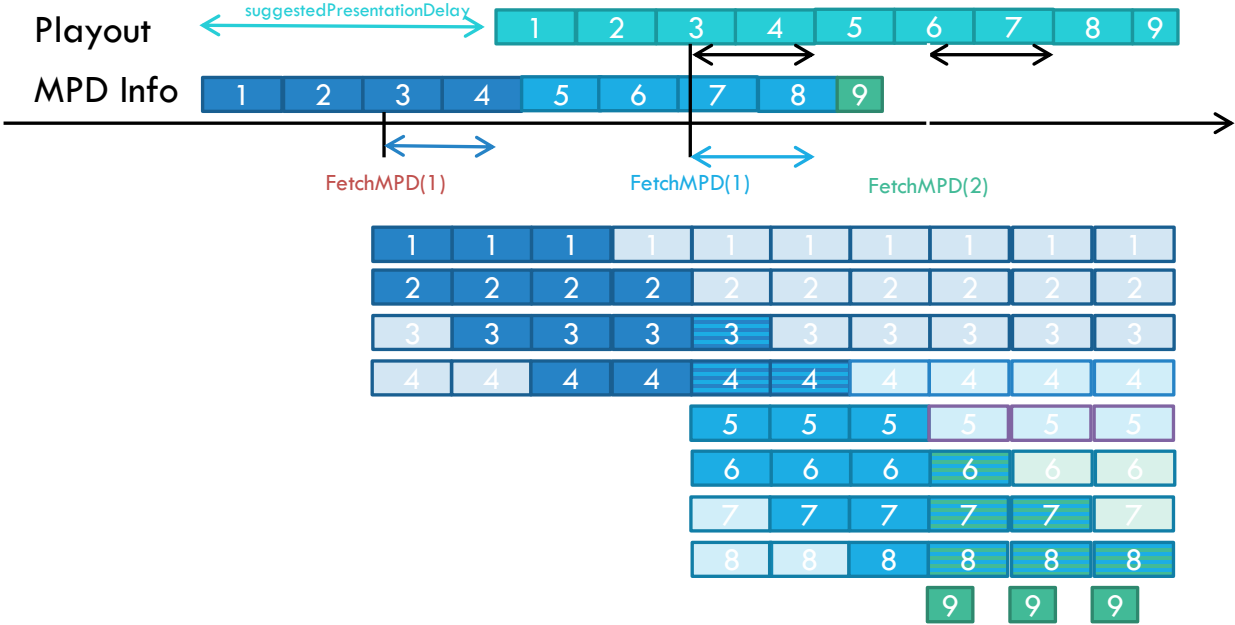 suggestedPresentationDelay
Playout 1 2 3 4 5 6 7 8 9
MPD Info 1 2 3 4 5 6 7 8 9
FetchMPD(1) FetchMPD(1) FetchMPD(2)
1 1 1 1 1 1 1 1 1 1
2 2 2 2 2 2 2 2 2 2
3 3 3 3 3 3 3 3 3 3
4 4 4 4 4 4 4 4 4 4
5 5 5 5 5 5
6 6 6 6 6 6
7 7 7 7 7 7
8 8 8 8 8 8
9 9 9